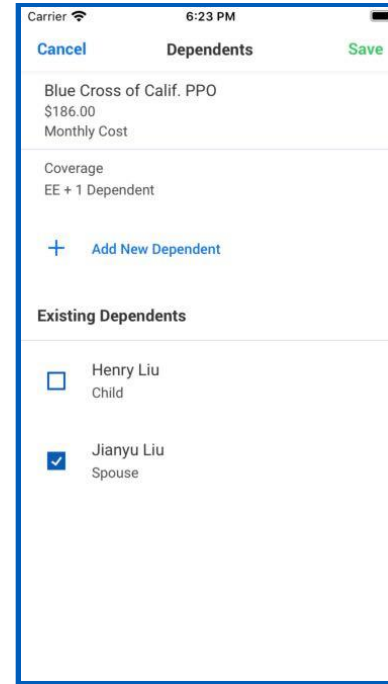 Carrier 6:23 PM
Cancel Dependents Save
Blue Cross of Calif. PPO
$186.00
Monthly Cost
Coverage
EE + 1 Dependent
+ Add New Dependent
Existing Dependents
Henry Liu
Child
Jianyu Liu
Spouse